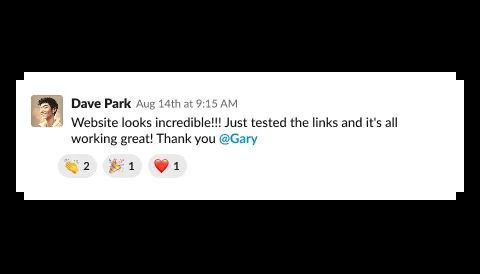 Dave Park Aug 14th at 9:15 AM
Website looks incredible!!! Just tested the links and it's all
working great! Thank you @Gary
👏 2 🎉 1 ❤️ 1